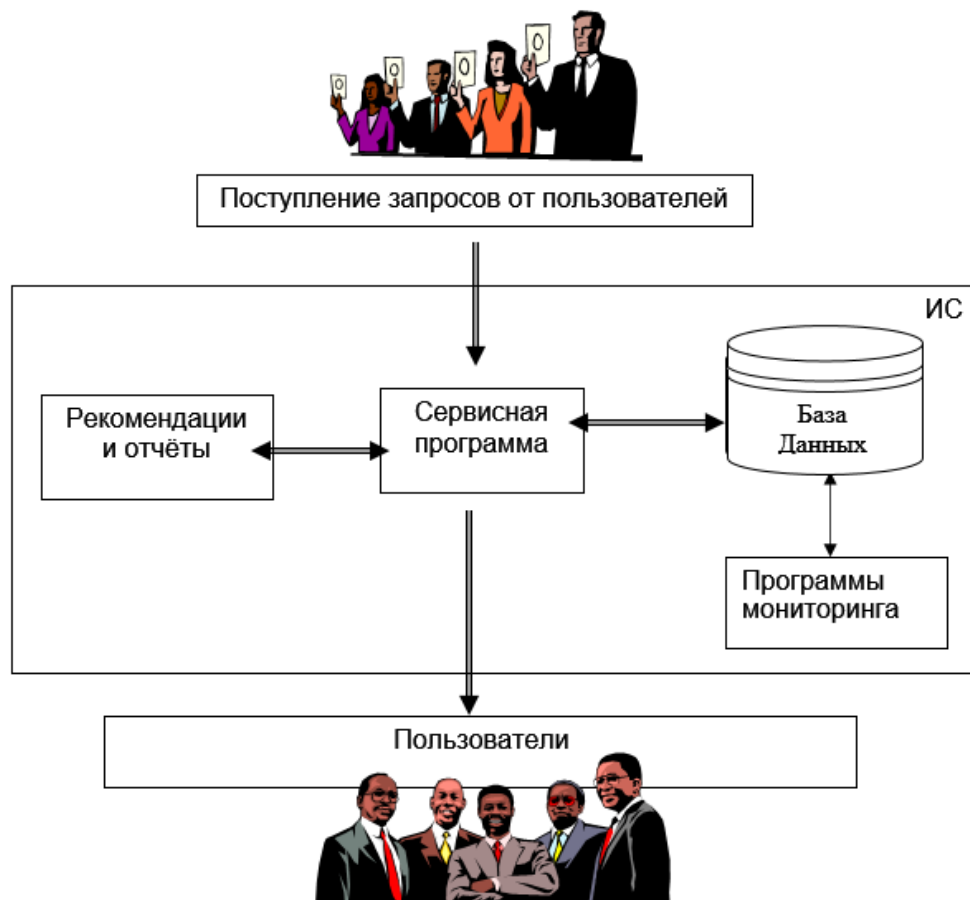 Поступление запросов от пользователей
ИС
Рекомендации
и отчёты
Сервисная
программа
База
Данных
Программы
мониторинга
Пользователи